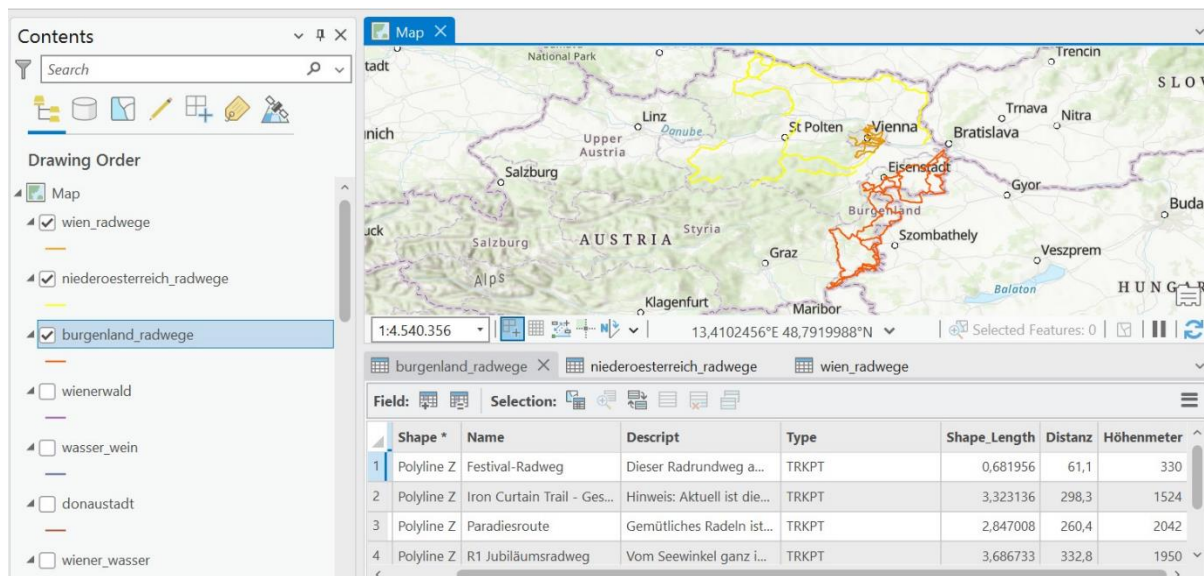 Contents
Search
Drawing Order
Map
wien_radwege
niederoesterreich_radwege
burgenland_radwege
wienerwald
wasser_wein
donaustadt
wiener_wasser
Map
National Park
tadt
Trencin
SLOV
Linz
Danube
St Polten
Vienna
Trnava
Nitra
unich
Upper
Austria
Bratislava
Salzburg
Eisenstadt
Gyor
Buda
Burgenland
uck
Salzburg
AUSTRIA
Styria
Szombathely
Graz
Veszprem
Alps
Balaton
HUNGAR
Klagenfurt
Maribor
1:4.540.356
N
13,4102456°E 48,7919988°N
Selected Features: 0
burgenland_radwege
niederoesterreich_radwege
wien_radwege
Field:
Selection:
Shape * Name Descript Type Shape_Length Distanz Höhenmeter
1 Polyline Z Festival-Radweg Dieser Radrundweg a... TRKPT 0,681956 61,1 330
2 Polyline Z Iron Curtain Trail - Ges... Hinweis: Aktuell ist die... TRKPT 3,323136 298,3 1524
3 Polyline Z Paradiesroute Gemütliches Radeln ist... TRKPT 2,847008 260,4 2042
4 Polyline Z R1 Jubiläumsradweg Vom Seewinkel ganz i... TRKPT 3,686733 332,8 1950